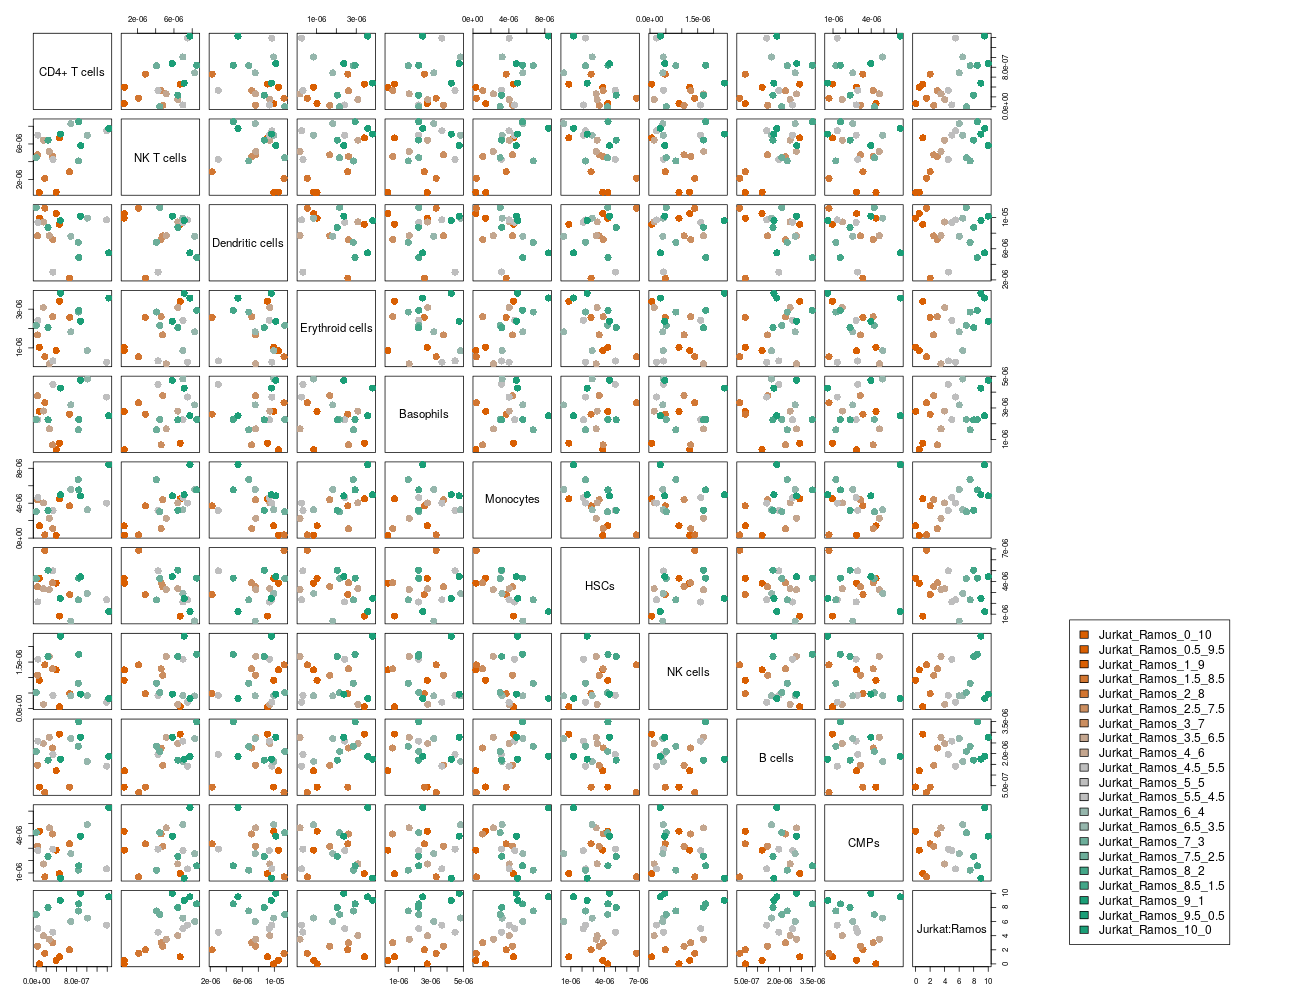 2e-06 6e-06 1e-06 3e-06 0e+00 4e-06 8e-06 0.0e+00 1.5e-06 1e-06 4e-06
CD4+ T cells
0.0e+00 8.0e-07
2e-06 6e-06
NK T cells
Dendritic cells
2e-06 6e-06 1e-05
1e-06 3e-06
Erythroid cells
Basophils
1e-06 3e-06 5e-06
0e+00 4e-06 8e-06
Monocytes
HSCs
1e-06 4e-06 7e-06
0.0e+00 1.5e-06
NK cells
B cells
5.0e-07 2.0e-06 3.5e-06
1e-06 4e-06
CMPs
Jurkat:Ramos
0 2 4 6 8 10
0.0e+00 8.0e-07 2e-06 6e-06 1e-05 1e-06 3e-06 5e-06 1e-06 4e-06 7e-06 5.0e-07 2.0e-06 3.5e-06 0 2 4 6 8 10
Jurkat_Ramos_0_10
Jurkat_Ramos_0.5_9.5
Jurkat_Ramos_1_9
Jurkat_Ramos_1.5_8.5
Jurkat_Ramos_2_8
Jurkat_Ramos_2.5_7.5
Jurkat_Ramos_3_7
Jurkat_Ramos_3.5_6.5
Jurkat_Ramos_4_6
Jurkat_Ramos_4.5_5.5
Jurkat_Ramos_5_5
Jurkat_Ramos_5.5_4.5
Jurkat_Ramos_6_4
Jurkat_Ramos_6.5_3.5
Jurkat_Ramos_7_3
Jurkat_Ramos_7.5_2.5
Jurkat_Ramos_8_2
Jurkat_Ramos_8.5_1.5
Jurkat_Ramos_9_1
Jurkat_Ramos_9.5_0.5
Jurkat_Ramos_10_0